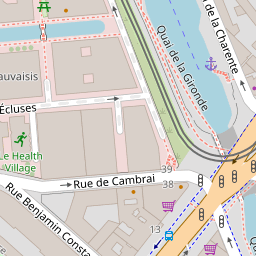 Quai de la Gironde
de la Charente
auvaisis
Écluses
Le Health
Village
Rue de Cambrai
39
38
Rue Benjamin Consta
13